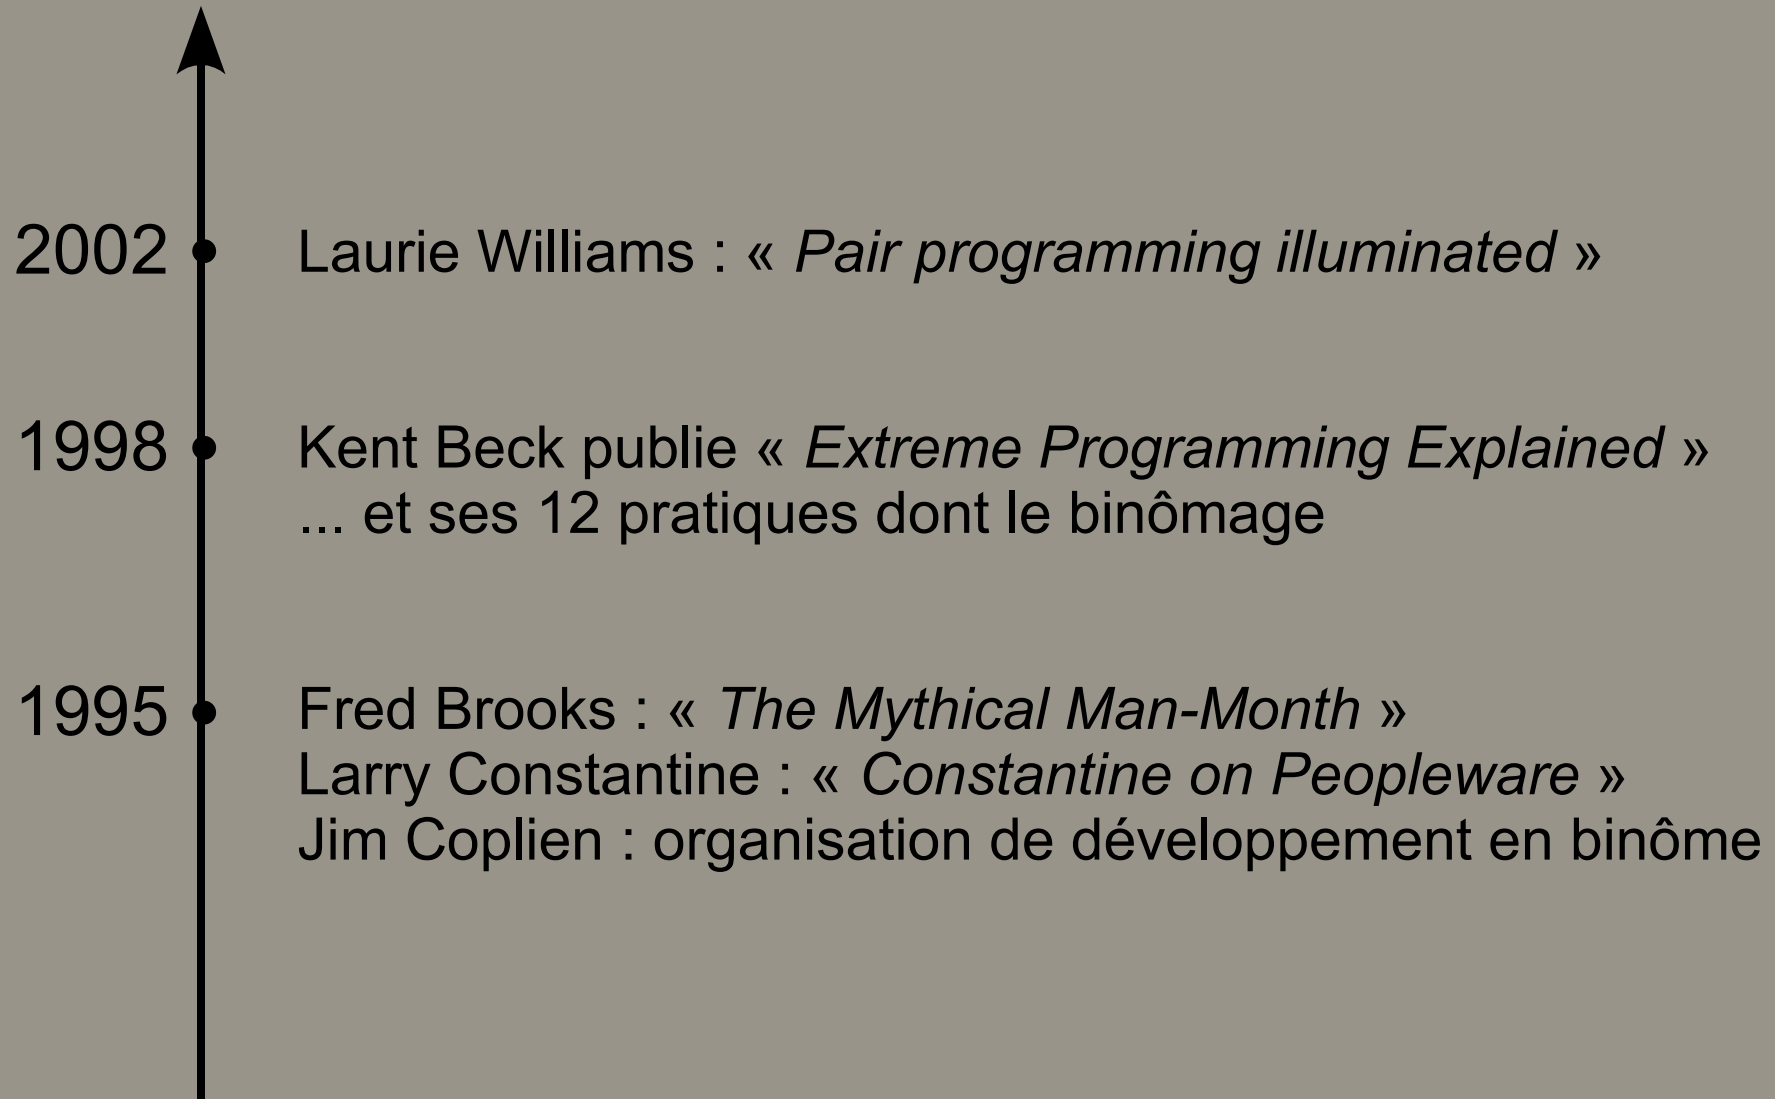 2002 Laurie Williams : « Pair programming illuminated »
1998 Kent Beck publie « Extreme Programming Explained »
... et ses 12 pratiques dont le binômage
1995 Fred Brooks : « The Mythical Man-Month »
Larry Constantine : « Constantine on Peopleware »
Jim Coplien : organisation de développement en binôme